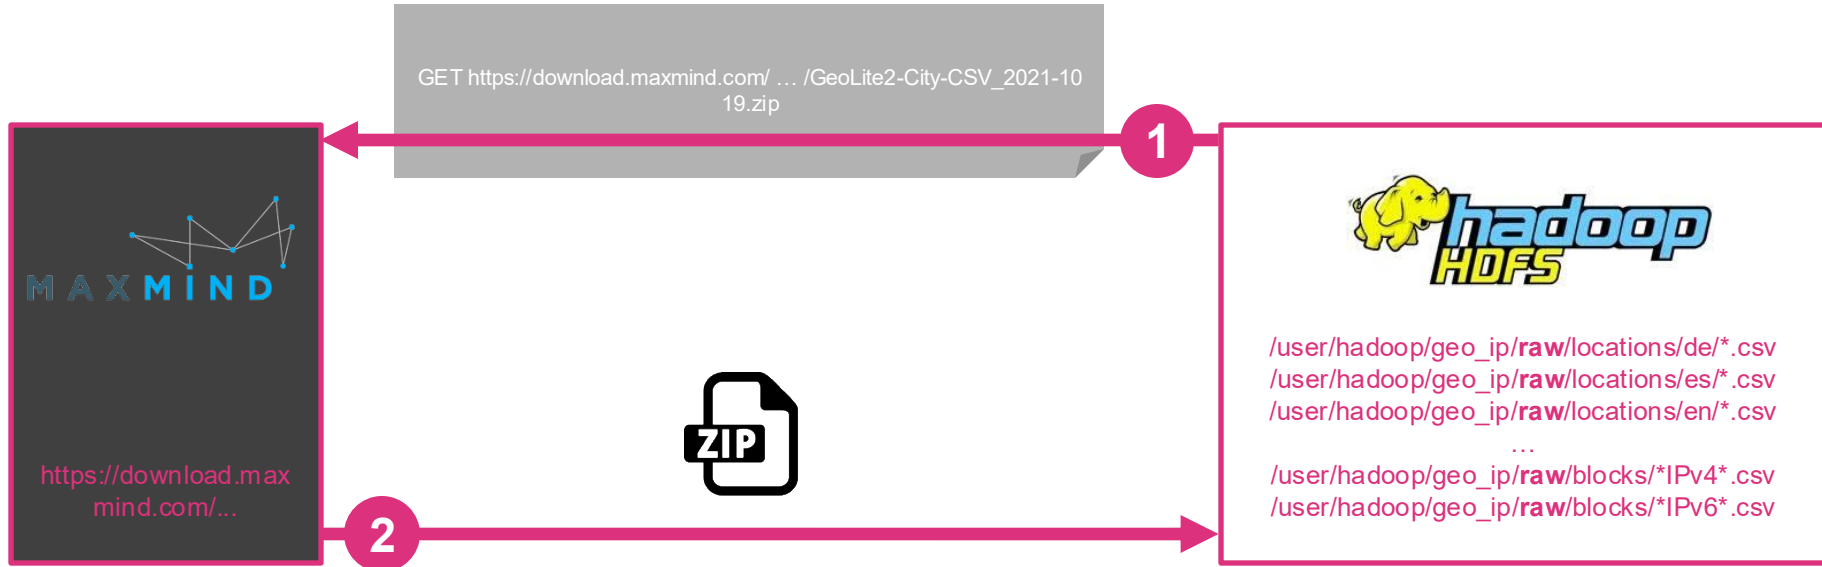 GET https://download.maxmind.com/ … /GeoLite2-City-CSV_2021-10
19.zip
1
MAXMIND
hadoop
HDFS
/user/hadoop/geo_ip/raw/locations/de/*.csv
/user/hadoop/geo_ip/raw/locations/es/*.csv
/user/hadoop/geo_ip/raw/locations/en/*.csv
…
/user/hadoop/geo_ip/raw/blocks/*IPv4*.csv
/user/hadoop/geo_ip/raw/blocks/*IPv6*.csv
ZIP
https://download.max
mind.com/...
2